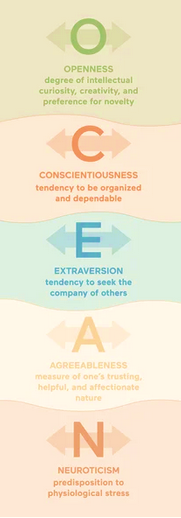 O
OPENNESS
degree of intellectual
curiosity, creativity, and
preference for novelty
C
CONSCIENTIOUSNESS
tendency to be organized
and dependable
E
EXTRAVERSION
tendency to seek the
company of others
A
AGREEABLENESS
measure of one's trusting,
helpful, and affectionate
nature
N
NEUROTICISM
predisposition to
physiological stress